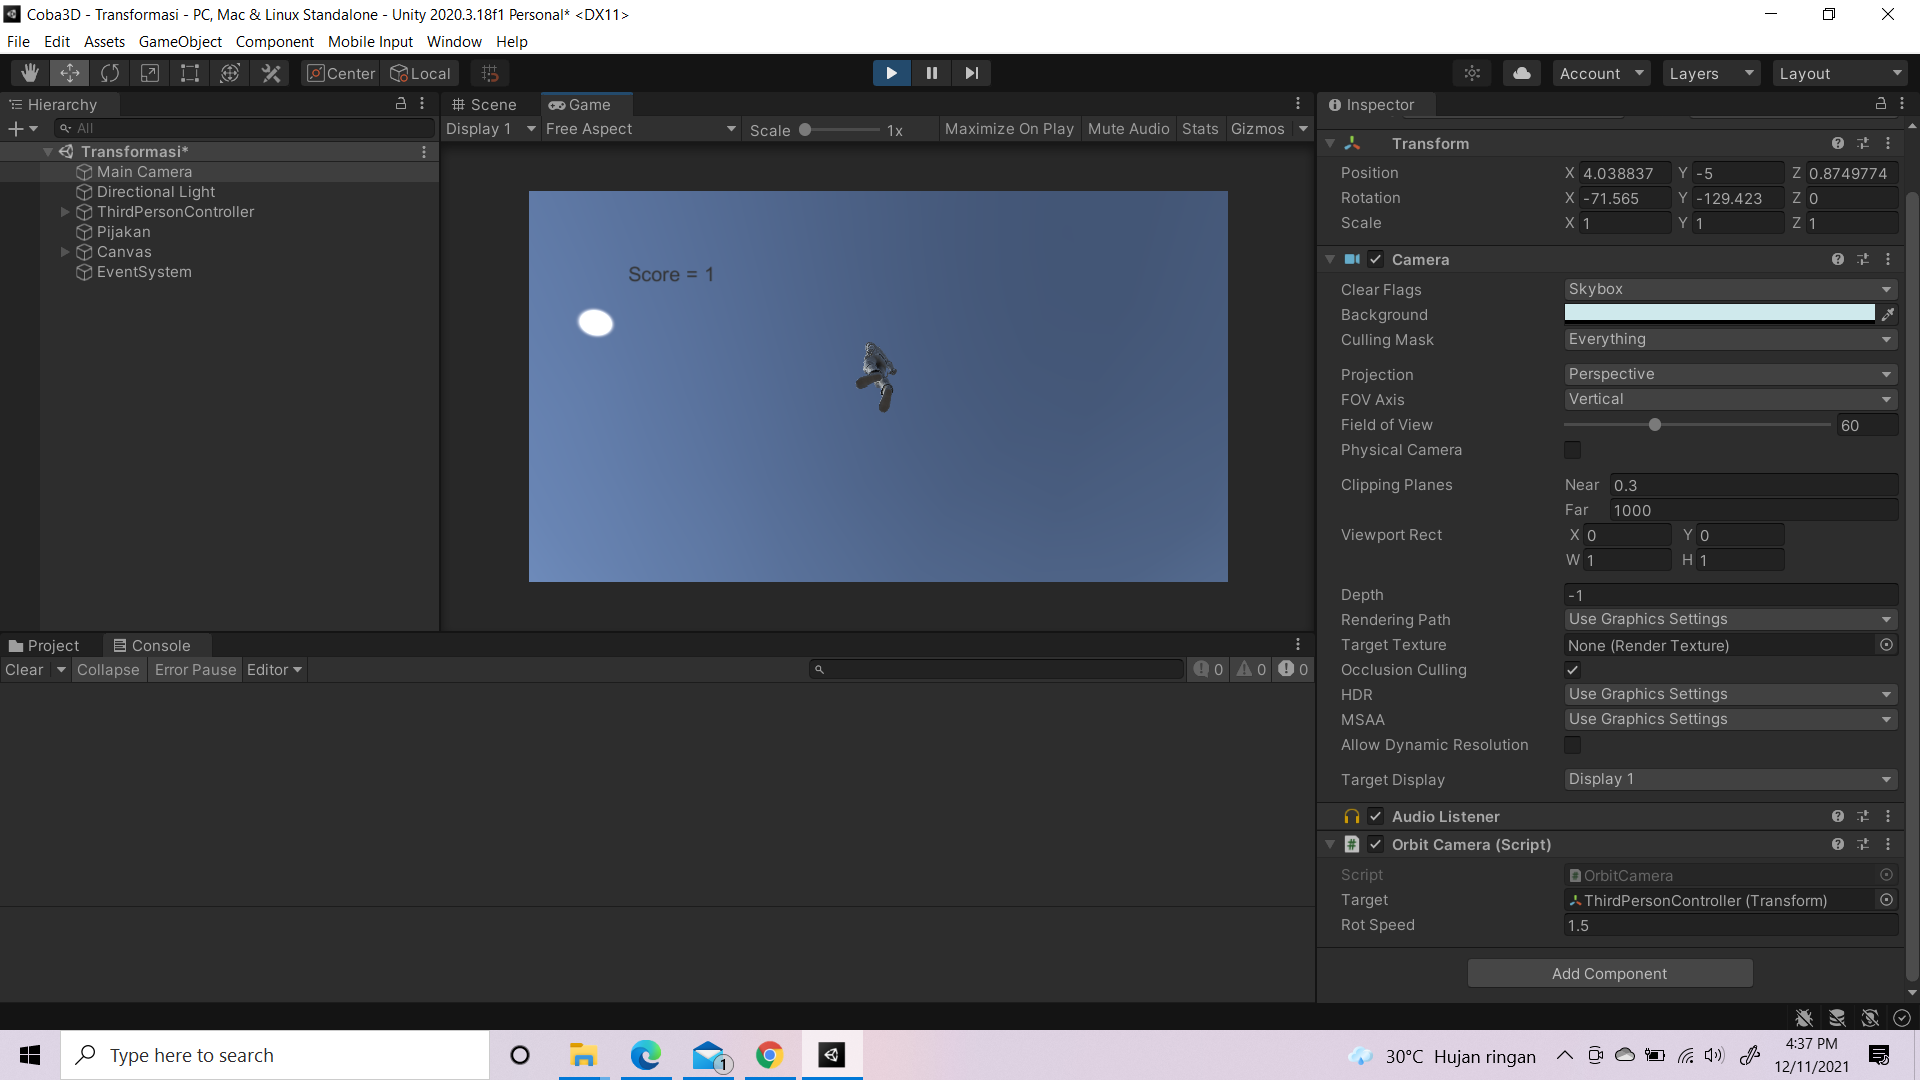 Coba3D - Transformasi - PC, Mac & Linux Standalone - Unity 2020.3.18f1 Personal* <DX11>
File Edit Assets GameObject Component Mobile Input Window Help
Center Local
Account Layers Layout
Hierarchy
All
Transformasi*
Main Camera
Directional Light
ThirdPersonController
Pijakan
Canvas
EventSystem
Scene Game
Display 1 Free Aspect Scale 1x Maximize On Play Mute Audio Stats Gizmos
Score = 1
Project Console
Clear Collapse Error Pause Editor 0 0 0
Inspector
Transform
Position X 4.038837 Y -5 Z 0.8749774
Rotation X -71.565 Y -129.423 Z 0
Scale X 1 Y 1 Z 1
Camera
Clear Flags Skybox
Background
Culling Mask Everything
Projection Perspective
FOV Axis Vertical
Field of View 60
Physical Camera
Clipping Planes Near 0.3
Far 1000
Viewport Rect X 0 Y 0
W 1 H 1
Depth -1
Rendering Path Use Graphics Settings
Target Texture None (Render Texture)
Occlusion Culling
HDR Use Graphics Settings
MSAA Use Graphics Settings
Allow Dynamic Resolution
Target Display Display 1
Audio Listener
Orbit Camera (Script)
Script OrbitCamera
Target ThirdPersonController (Transform)
Rot Speed 1.5
Add Component
Type here to search
1
30°C Hujan ringan
4:37 PM
12/11/2021